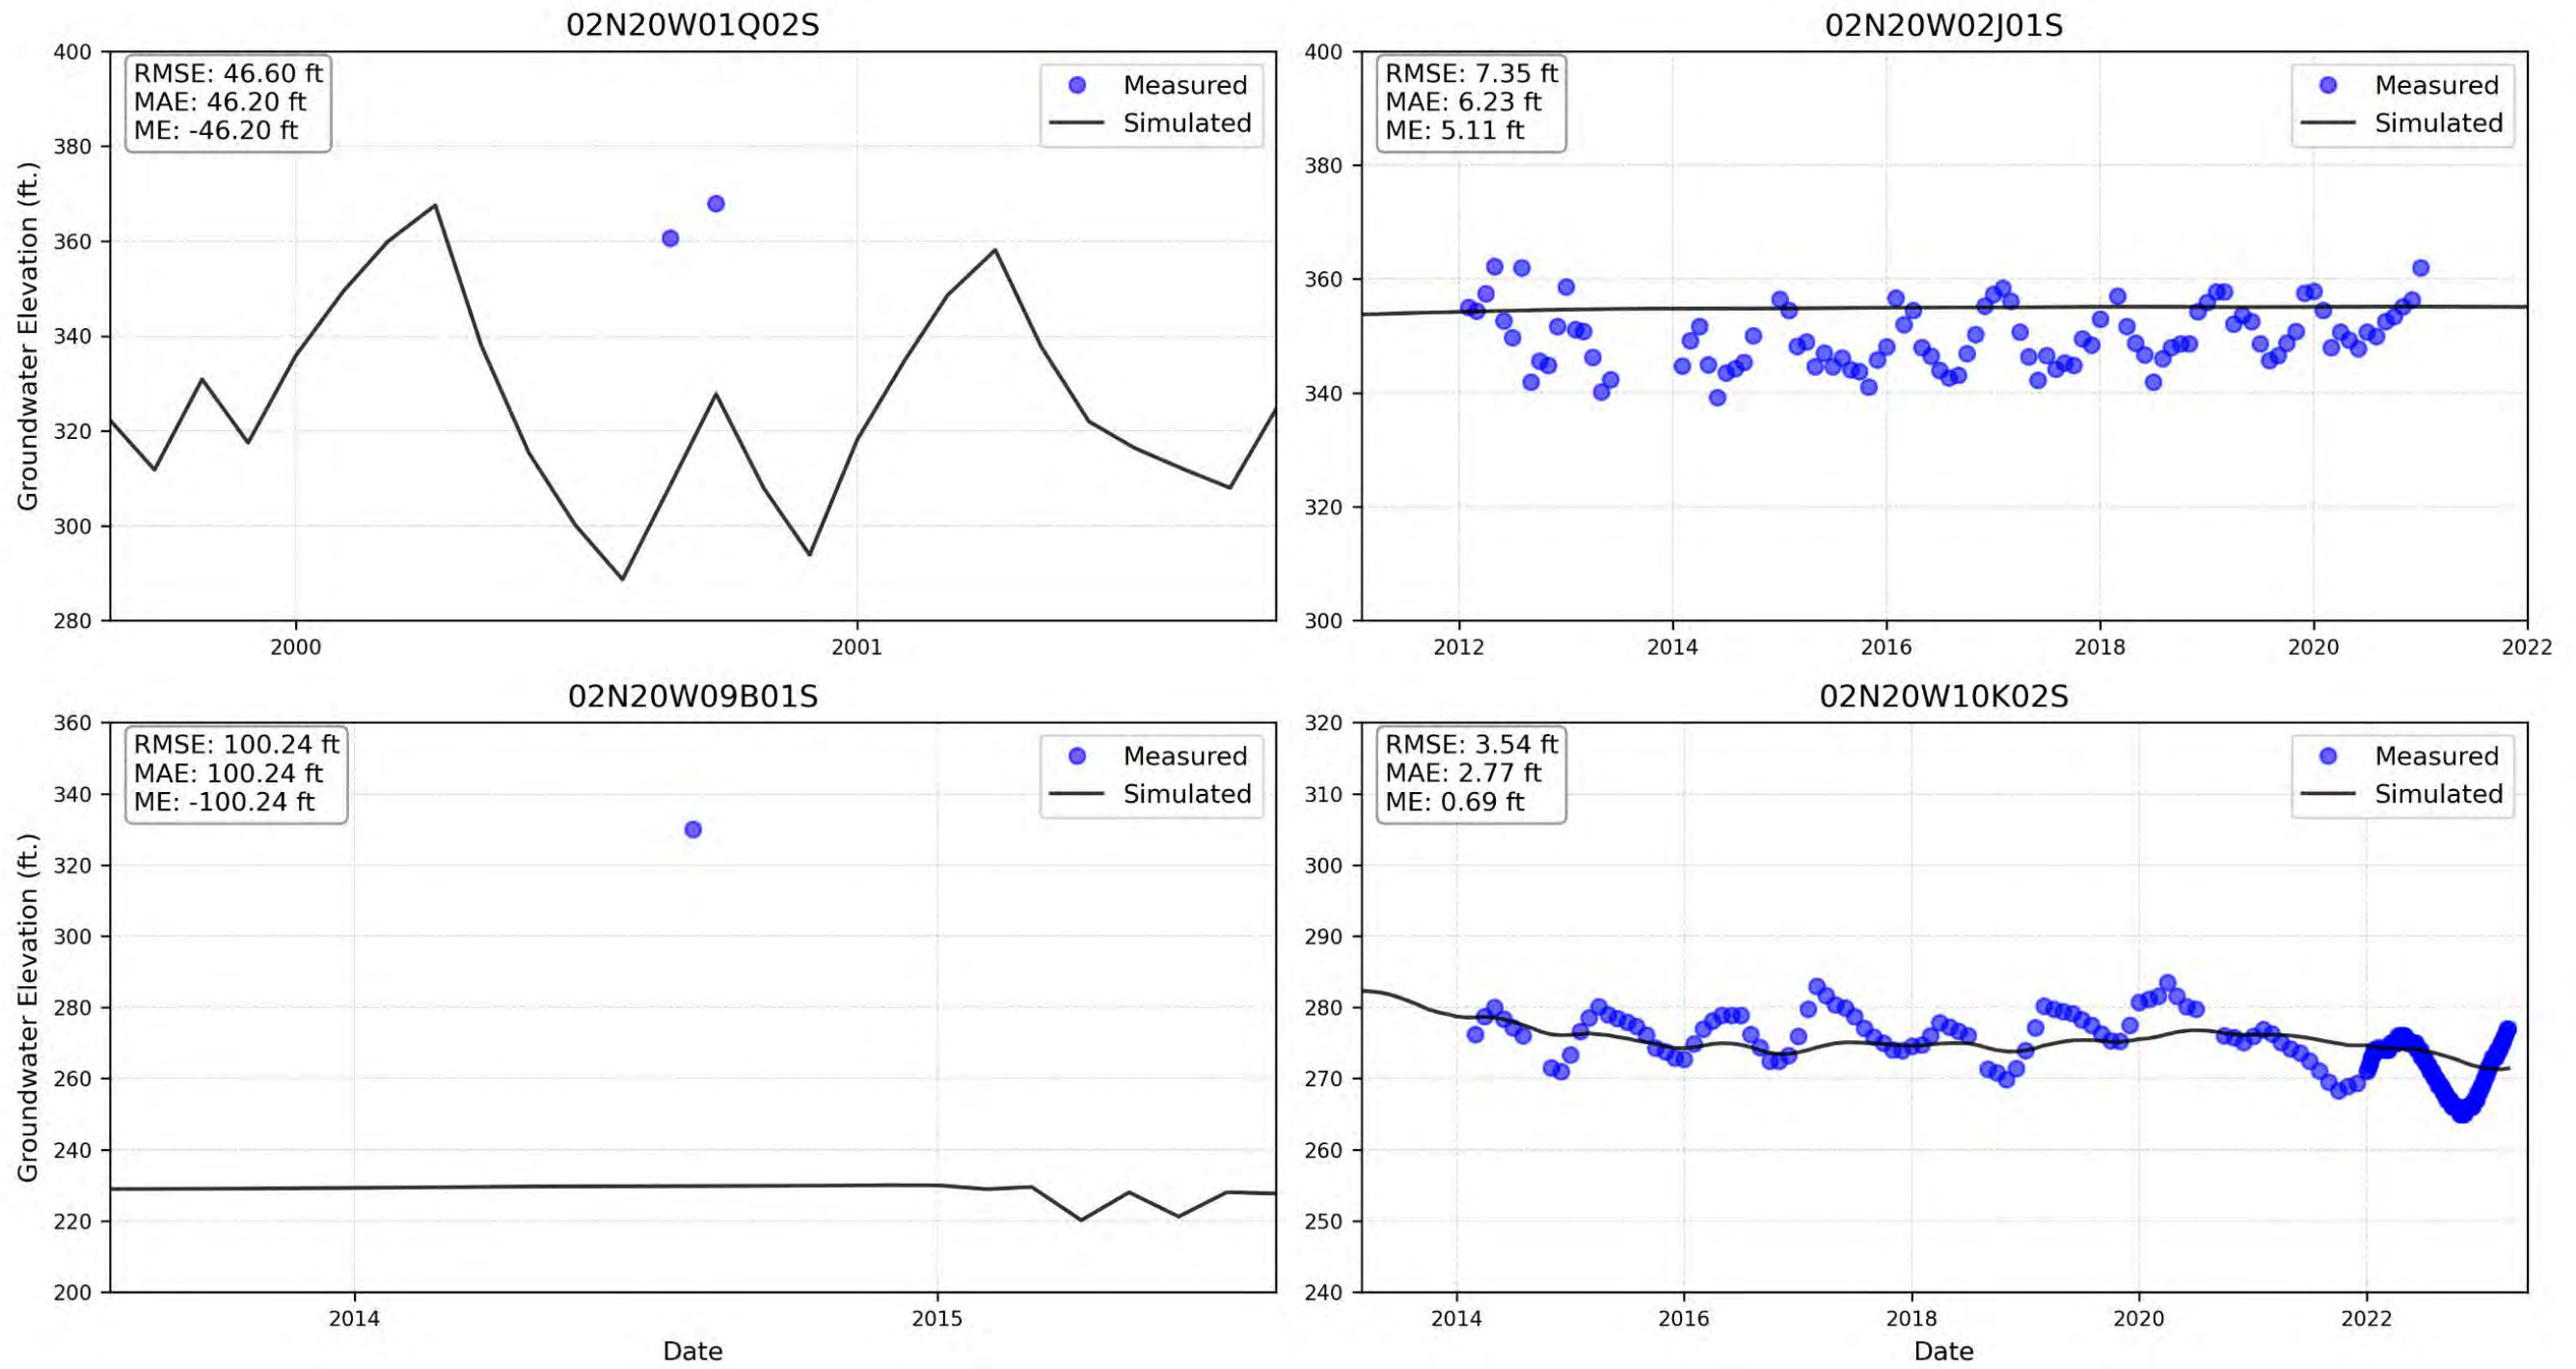 02N20W01Q02S
RMSE: 46.60 ft
MAE: 46.20 ft
ME: -46.20 ft
Measured
Simulated
Groundwater Elevation (ft.)
400
380
360
340
320
300
280
2000
2001
02N20W02J01S
RMSE: 7.35 ft
MAE: 6.23 ft
ME: 5.11 ft
Measured
Simulated
400
380
360
340
320
300
2012
2014
2016
2018
2020
2022
02N20W09B01S
RMSE: 100.24 ft
MAE: 100.24 ft
ME: -100.24 ft
Measured
Simulated
Groundwater Elevation (ft.)
360
340
320
300
280
260
240
220
200
2014
2015
Date
02N20W10K02S
RMSE: 3.54 ft
MAE: 2.77 ft
ME: 0.69 ft
Measured
Simulated
320
310
300
290
280
270
260
250
240
2014
2016
2018
2020
2022
Date